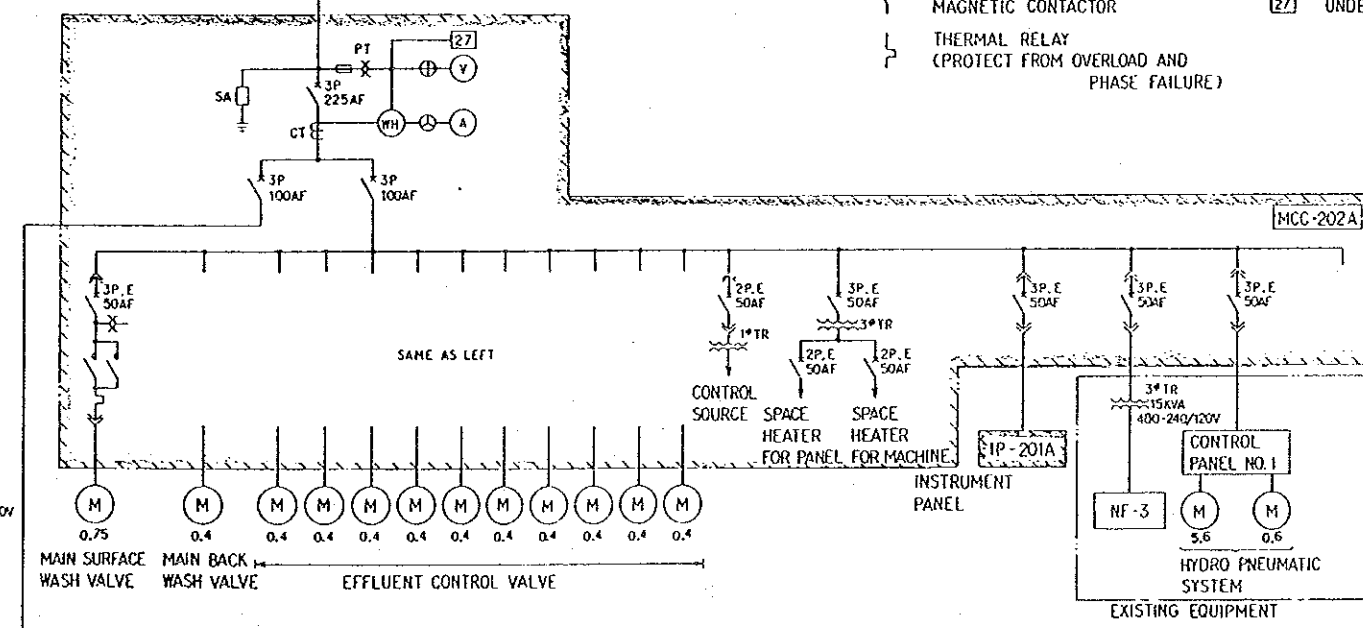 MAGNETIC CONTACTOR
27 UNDE
THERMAL RELAY
(PROTECT FROM OVERLOAD AND
PHASE FAILURE)
27
PT
V
SA
3P
225AF
WH
A
CT
3P
100AF
3P
100AF
MCC-202A
3P.E
50AF
2P.E
50AF
3P.E
50AF
3P.E
50AF
3P.E
50AF
3P.E
50AF
SAME AS LEFT
1φTR
3φTR
2P.E
50AF
2P.E
50AF
CONTROL
SOURCE
SPACE
HEATER
FOR PANEL
SPACE
HEATER
FOR MACHINE
3φTR
15KVA
480-240/120V
IP-201A
INSTRUMENT
PANEL
CONTROL
PANEL NO.1
NF-3
M
M
5,6
0,6
HYDRO PNEUMATIC
SYSTEM
EXISTING EQUIPMENT
0V
M
M
M
M
M
M
M
M
M
M
M
M
0.75
0.4
0.4
0.4
0.4
0.4
0.4
0.4
0.4
0.4
0.4
0.4
MAIN SURFACE
WASH VALVE
MAIN BACK
WASH VALVE
EFFLUENT CONTROL VALVE